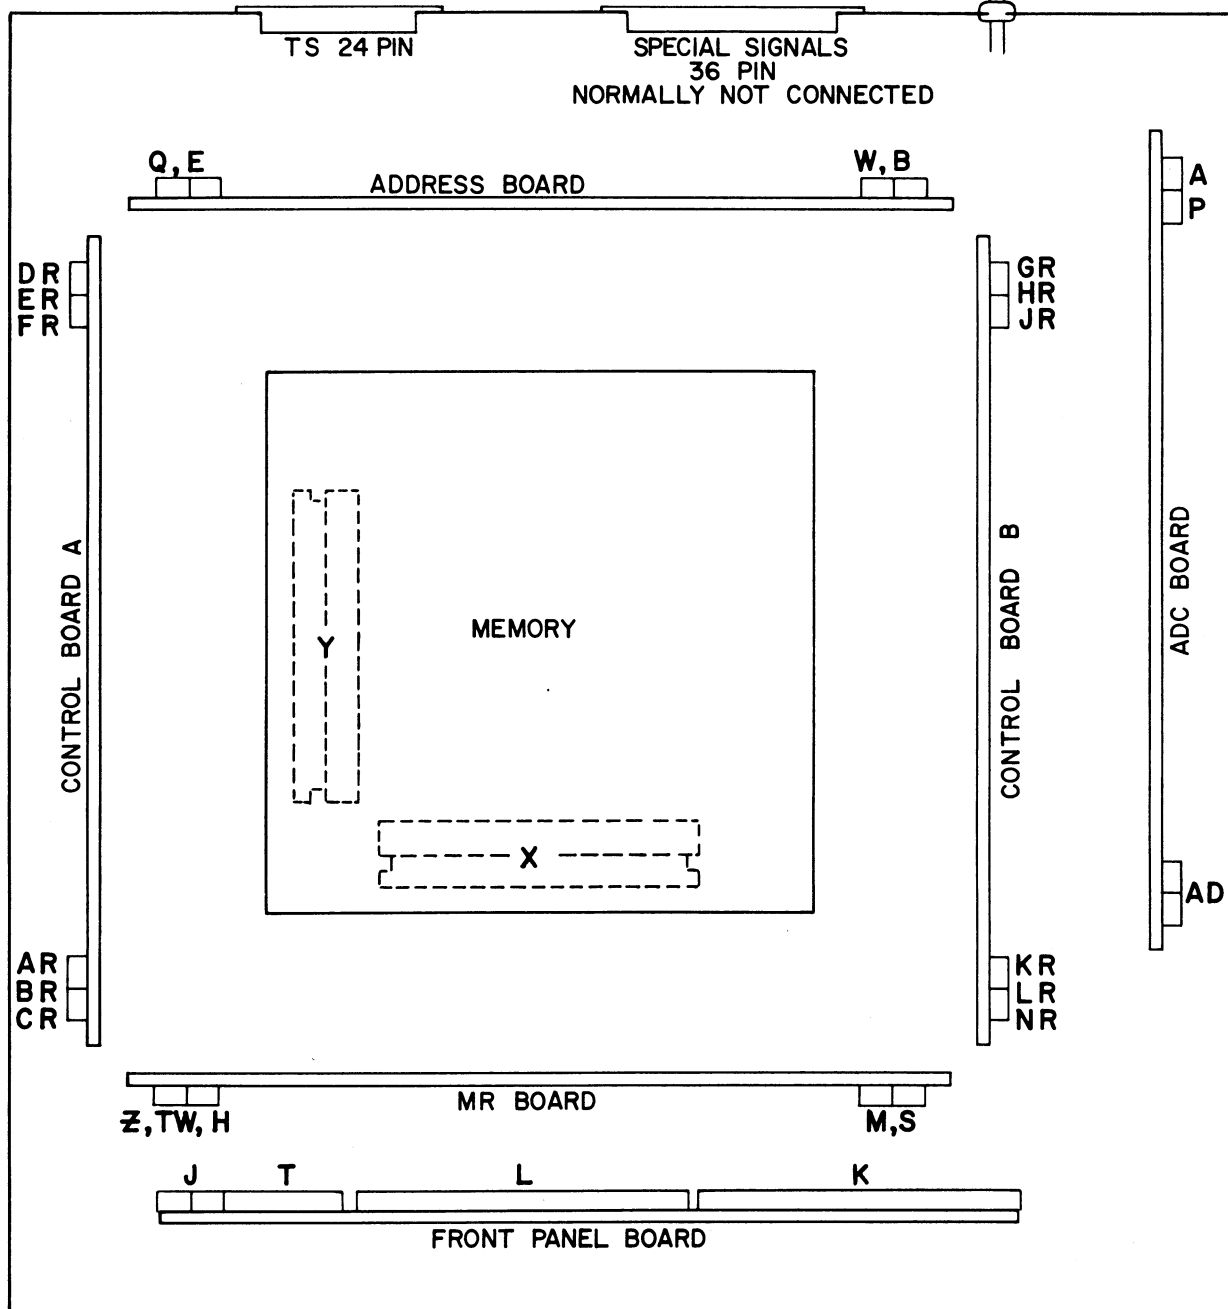 TS 24 PIN
SPECIAL SIGNALS
36 PIN
NORMALLY NOT CONNECTED
Q, E
ADDRESS BOARD
W, B
A
P
DR
ER
FR
GR
HR
JR
CONTROL BOARD A
Y
MEMORY
X
CONTROL BOARD B
ADC BOARD
AD
AR
BR
CR
KR
LR
NR
MR BOARD
Z, TW, H
M, S
J
T
L
K
FRONT PANEL BOARD